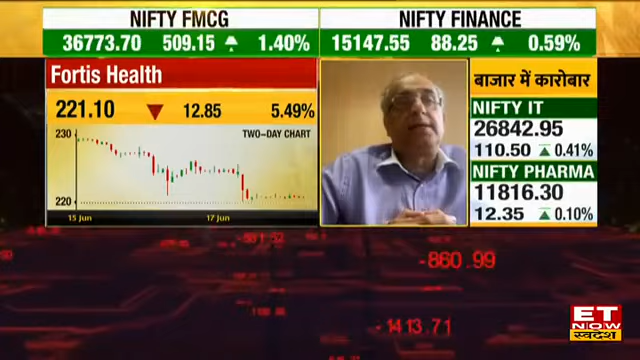 NIFTY FMCG
36773.70 509.15 1.40%
NIFTY FINANCE
15147.55 88.25 0.59%
Fortis Health
221.10 12.85 5.49%
TWO-DAY CHART
230
220
15 Jun 17 Jun
बाजार में कारोबार
NIFTY IT
26842.95
110.50 0.41%
NIFTY PHARMA
11816.30
12.35 0.10%
-860.99
-1413.71
ET
NOW
स्वदेश